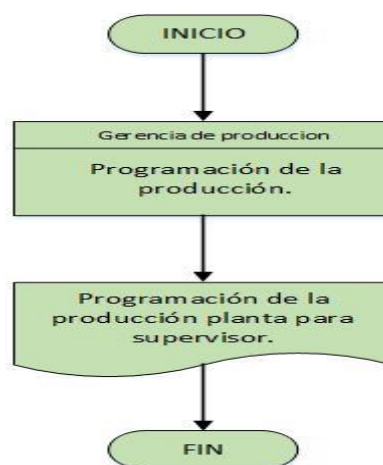 INICIO
Gerencia de produccion
Programación de la
producción.
Programación de la
producción planta para
supervisor.
FIN